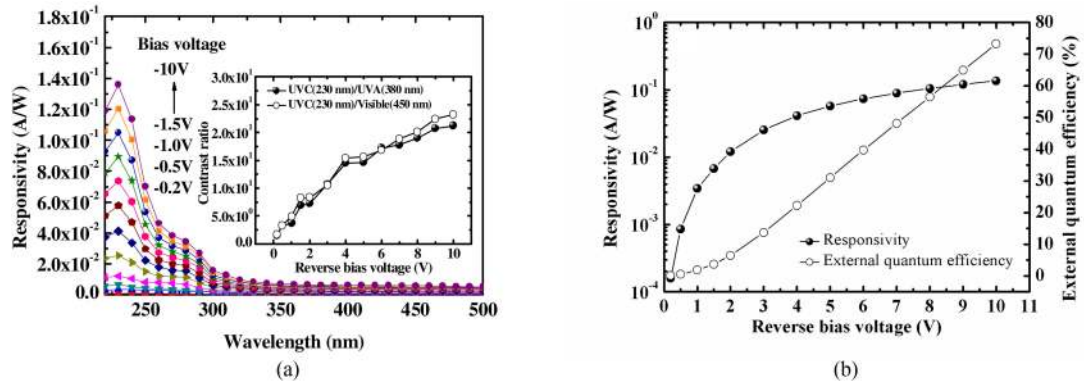 (a)
Responsivity (A/W)
1.8x10⁻¹
1.6x10⁻¹
1.4x10⁻¹
1.2x10⁻¹
1.0x10⁻¹
8.0x10⁻²
6.0x10⁻²
4.0x10⁻²
2.0x10⁻²
0.0
250 300 350 400 450 500
Wavelength (nm)
Bias voltage
-10V
-1.5V
-1.0V
-0.5V
-0.2V
Contrast ratio
3.0x10¹
2.5x10¹
2.0x10¹
1.5x10¹
1.0x10¹
5.0x10⁰
0.0
UVC(230 nm)/UVA(380 nm)
UVC(230 nm)/Visible(450 nm)
0 2 4 6 8 10
Reverse bias voltage (V)
(a)
Responsivity (A/W)
10⁰
10⁻¹
10⁻²
10⁻³
10⁻⁴
Responsivity
External quantum efficiency
0 1 2 3 4 5 6 7 8 9 10 11
Reverse bias voltage (V)
80
70
60
50
40
30
20
10
0
External quantum efficiency (%)
(b)